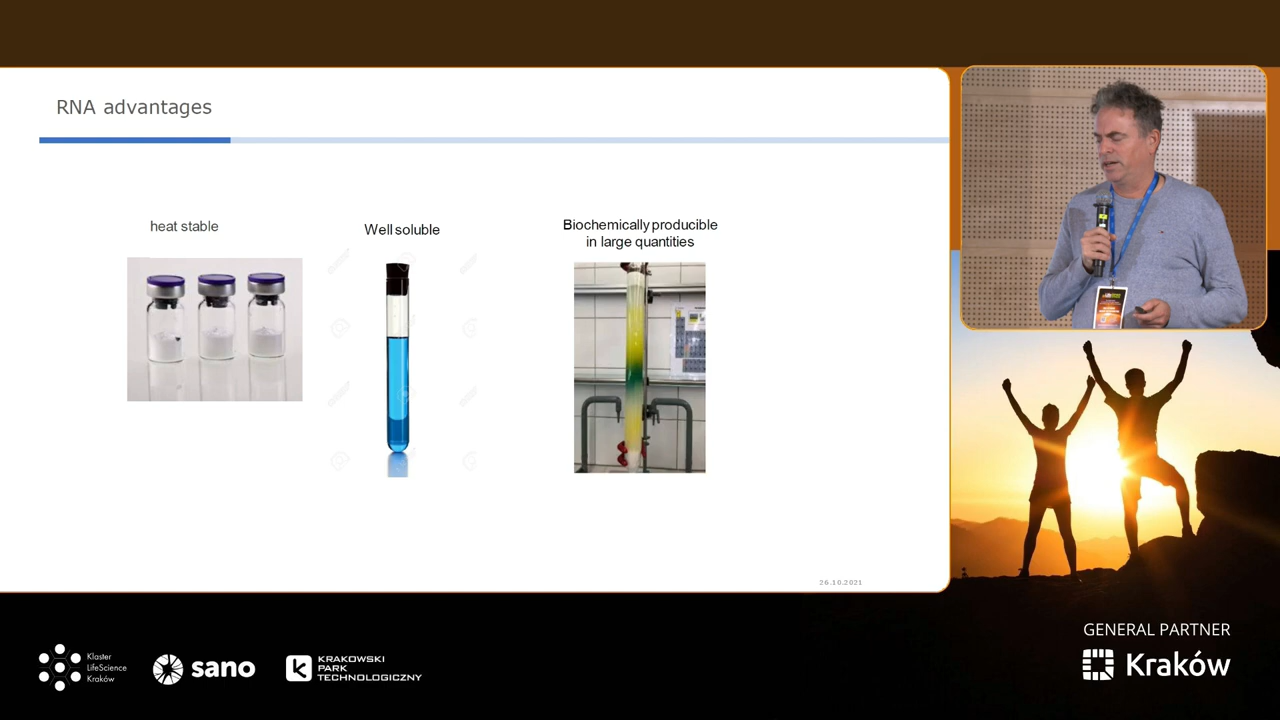 RNA advantages
heat stable
Well soluble
Biochemically producible
in large quantities
26.10.2021
GENERAL PARTNER
Kraków
Klaster
LifeScience
Kraków
sano
KRAKOWSKI
PARK
TECHNOLOGICZNY